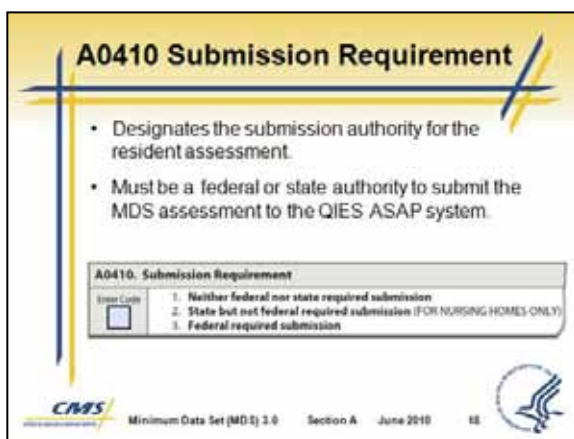 A0410 Submission Requirement
• Designates the submission authority for the
resident assessment.
• Must be a federal or state authority to submit the
MDS assessment to the QIES ASAP system.
A0410. Submission Requirement
Enter Code
1. Neither federal nor state required submission
2. State but not federal required submission (FOR NURSING HOMES ONLY)
3. Federal required submission
CMS
Minimum Data Set (MDS) 3.0 Section A June 2010 18